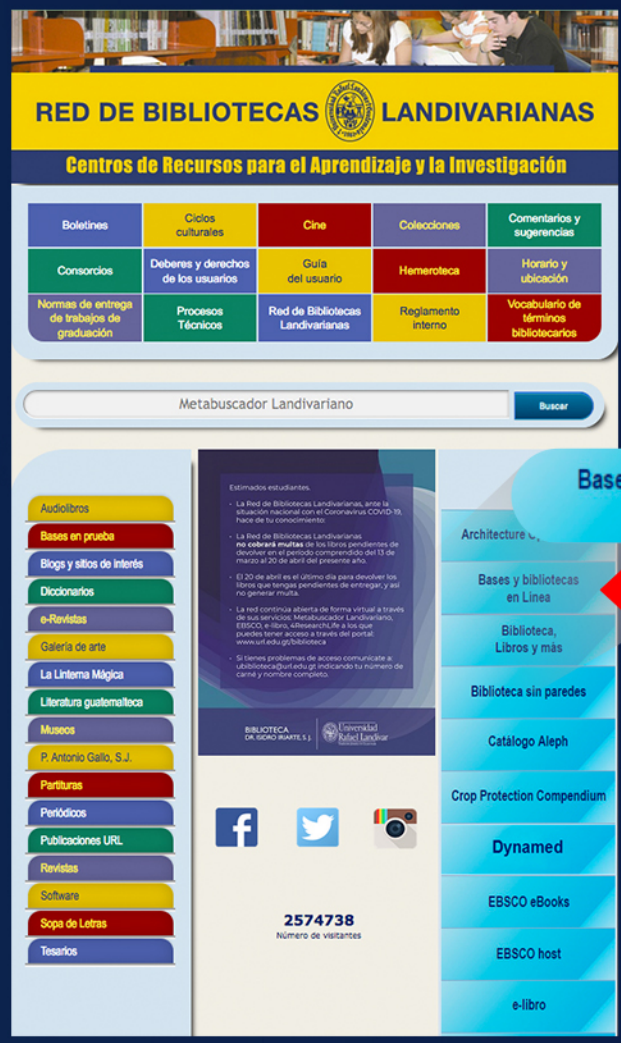 RED DE BIBLIOTECAS LANDIVARIANAS
Centros de Recursos para el Aprendizaje y la Investigación
Boletines
Ciclos
culturales
Cine
Colecciones
Comentarios y
sugerencias
Consorcios
Deberes y derechos
de los usuarios
Guía
del usuario
Hemeroteca
Horario y
ubicación
Normas de entrega
de trabajos de
graduación
Procesos
Técnicos
Red de Bibliotecas
Landivarianas
Reglamento
interno
Vocabulario de
términos
bibliotecarios
Metabuscador Landivariano
Buscar
Audiolibros
Bases en prueba
Blogs y sitios de interés
Diccionarios
e-Revistas
Galería de arte
La Linterna Mágica
Literatura guatemalteca
Museos
P. Antonio Gallo, S.J.
Partituras
Periódicos
Publicaciones URL
Revistas
Software
Sopa de Letras
Tesarios
Estimados estudiantes.
- La Red de Bibliotecas Landivarianas, ante la
situación nacional con el Coronavirus COVID-19,
hace de tu conocimiento:
- La Red de Bibliotecas Landivarianas
no cobrará multas de los libros pendientes de
devolver en el período comprendido del 13 de
marzo al 20 de abril del presente año.
- El 20 de abril es el último día para devolver los
libros que tengas pendientes de entregar, y así
no generar multa.
- La red continúa abierta de forma virtual a través
de sus servicios: Metabuscador Landivariano,
EBSCO, e-libro, 4ResearchLife a los que
puedes tener acceso a través del portal:
www.url.edu.gt/biblioteca
- Si tienes problemas de acceso comunícate a:
ubiblioteca@url.edu.gt indicando tu número de
carné y nombre completo.
BIBLIOTECA
DR. ISIDRO IRIARTE, S. J.
Universidad
Rafael Landívar
2574738
Número de visitantes
Base
Architecture
Bases y bibliotecas
en Linea
Biblioteca,
Libros y màs
Biblioteca sin paredes
Catálogo Aleph
Crop Protection Compendium
Dynamed
EBSCO eBooks
EBSCO host
e-libro